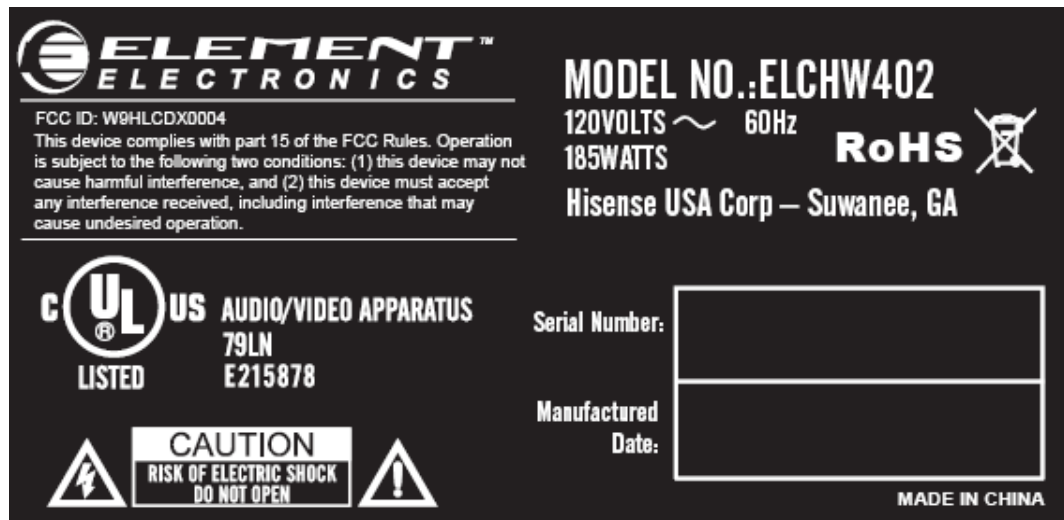 ELEMENT™
ELECTRONICS
FCC ID: W9HLCDX0004
This device complies with part 15 of the FCC Rules. Operation
is subject to the following two conditions: (1) this device may not
cause harmful interference, and (2) this device must accept
any interference received, including interference that may
cause undesired operation.
MODEL NO.:ELCHW402
120VOLTS ~ 60Hz
185WATTS
RoHS
Hisense USA Corp – Suwanee, GA
C UL® US
LISTED
AUDIO/VIDEO APPARATUS
79LN
E215878
CAUTION
RISK OF ELECTRIC SHOCK
DO NOT OPEN
Serial Number:
Manufactured
Date:
MADE IN CHINA